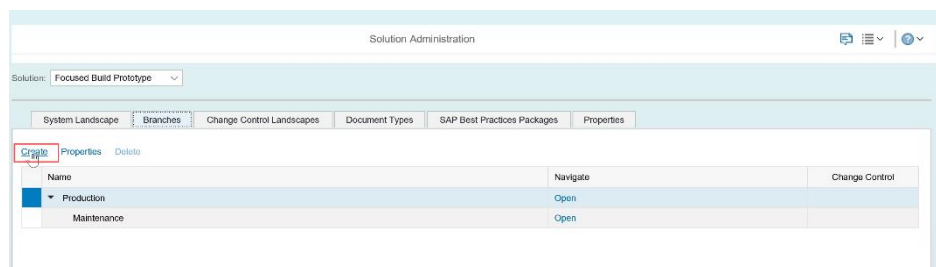 Solution Administration
Solution: Focused Build Prototype
System Landscape Branches Change Control Landscapes Document Types SAP Best Practices Packages Properties
Create Properties Delete
Name Navigate Change Control
Production Open
Maintenance Open